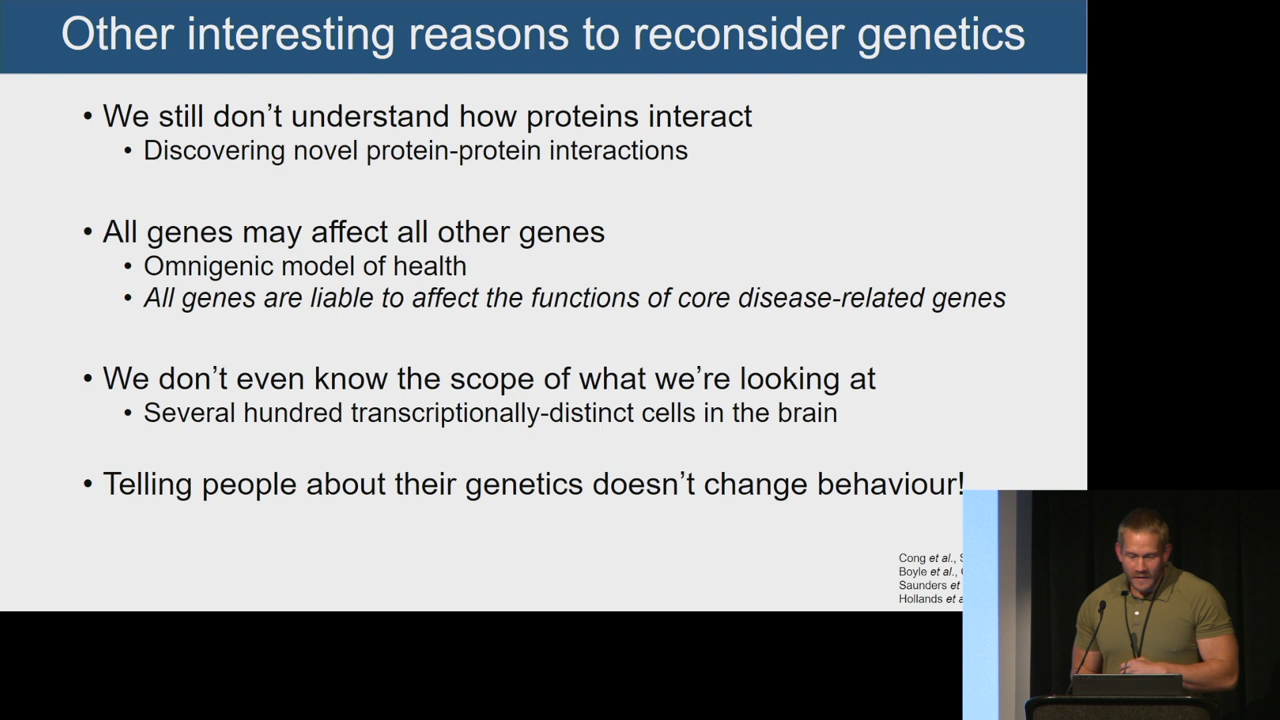 Other interesting reasons to reconsider genetics
• We still don't understand how proteins interact
• Discovering novel protein-protein interactions
• All genes may affect all other genes
• Omnigenic model of health
• All genes are liable to affect the functions of core disease-related genes
• We don't even know the scope of what we're looking at
• Several hundred transcriptionally-distinct cells in the brain
• Telling people about their genetics doesn't change behaviour!
Cong et al.,
Boyle et al.,
Saunders et
Hollands et